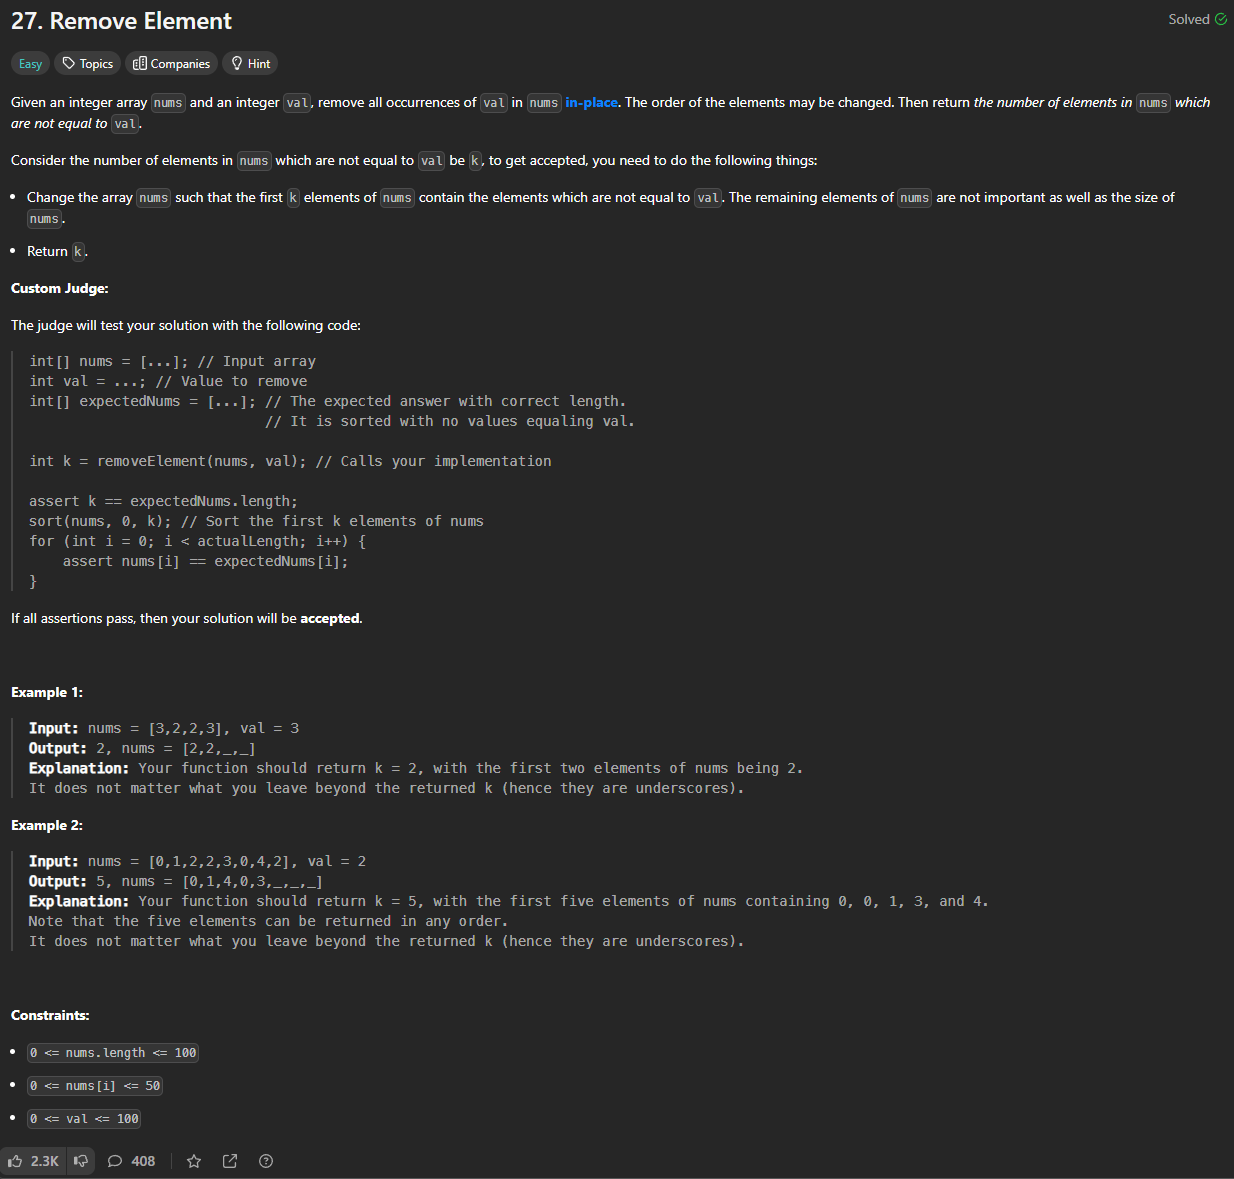 27. Remove Element
Solved
Easy
Topics
Companies
Hint
Given an integer array nums and an integer val, remove all occurrences of val in nums in-place. The order of the elements may be changed. Then return the number of elements in nums which
are not equal to val.
Consider the number of elements in nums which are not equal to val be k, to get accepted, you need to do the following things:
• Change the array nums such that the first k elements of nums contain the elements which are not equal to val. The remaining elements of nums are not important as well as the size of
nums.
• Return k.
Custom Judge:
The judge will test your solution with the following code:
int[] nums = [...]; // Input array
int val = ...; // Value to remove
int[] expectedNums = [...]; // The expected answer with correct length.
                            // It is sorted with no values equaling val.
int k = removeElement(nums, val); // Calls your implementation
assert k == expectedNums.length;
sort(nums, 0, k); // Sort the first k elements of nums
for (int i = 0; i < actualLength; i++) {
    assert nums[i] == expectedNums[i];
}
If all assertions pass, then your solution will be accepted.
Example 1:
Input: nums = [3,2,2,3], val = 3
Output: 2, nums = [2,2,_,_]
Explanation: Your function should return k = 2, with the first two elements of nums being 2.
It does not matter what you leave beyond the returned k (hence they are underscores).
Example 2:
Input: nums = [0,1,2,2,3,0,4,2], val = 2
Output: 5, nums = [0,1,4,0,3,_,_,_]
Explanation: Your function should return k = 5, with the first five elements of nums containing 0, 0, 1, 3, and 4.
Note that the five elements can be returned in any order.
It does not matter what you leave beyond the returned k (hence they are underscores).
Constraints:
• 0 <= nums.length <= 100
• 0 <= nums[i] <= 50
• 0 <= val <= 100
2.3K
408